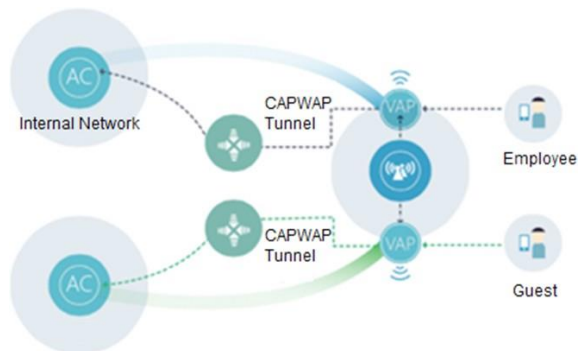 AC
Internal Network
CAPWAP
Tunnel
VAP
Employee
CAPWAP
Tunnel
VAP
AC
Guest